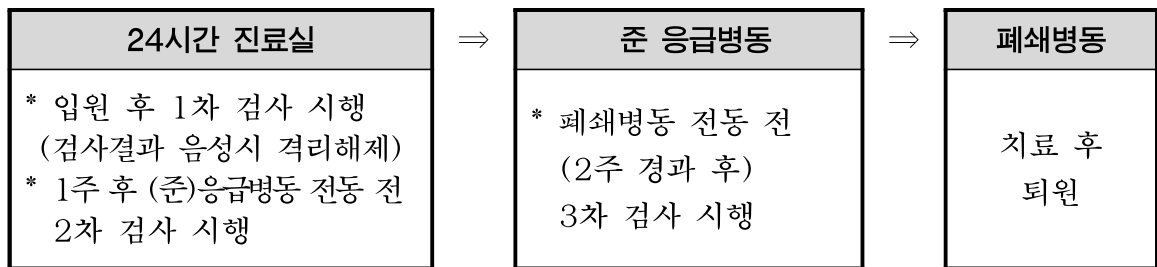 24시간 진료실
* 입원 후 1차 검사 시행
(검사결과 음성시 격리해제)
* 1주 후 (준)응급병동 전동 전
2차 검사 시행
⇒
준 응급병동
* 폐쇄병동 전동 전
(2주 경과 후)
3차 검사 시행
⇒
폐쇄병동
치료 후
퇴원